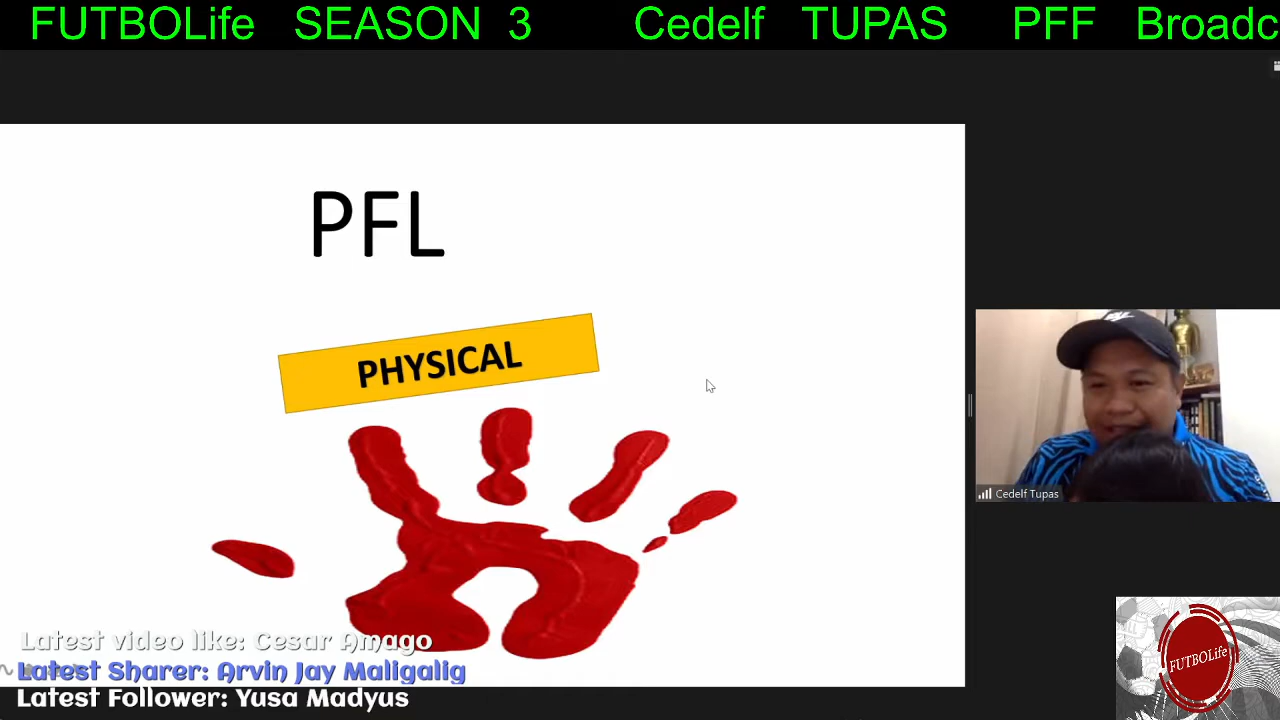 FUTBOLife SEASON 3 Cedelf TUPAS PFF Broadc
PFL
PHYSICAL
Cedelf Tupas
Latest video like: Cesar Amago
Latest Sharer: Arvin Jay Maligalig
Latest Follower: Yusa Madyus
FUTBOLife